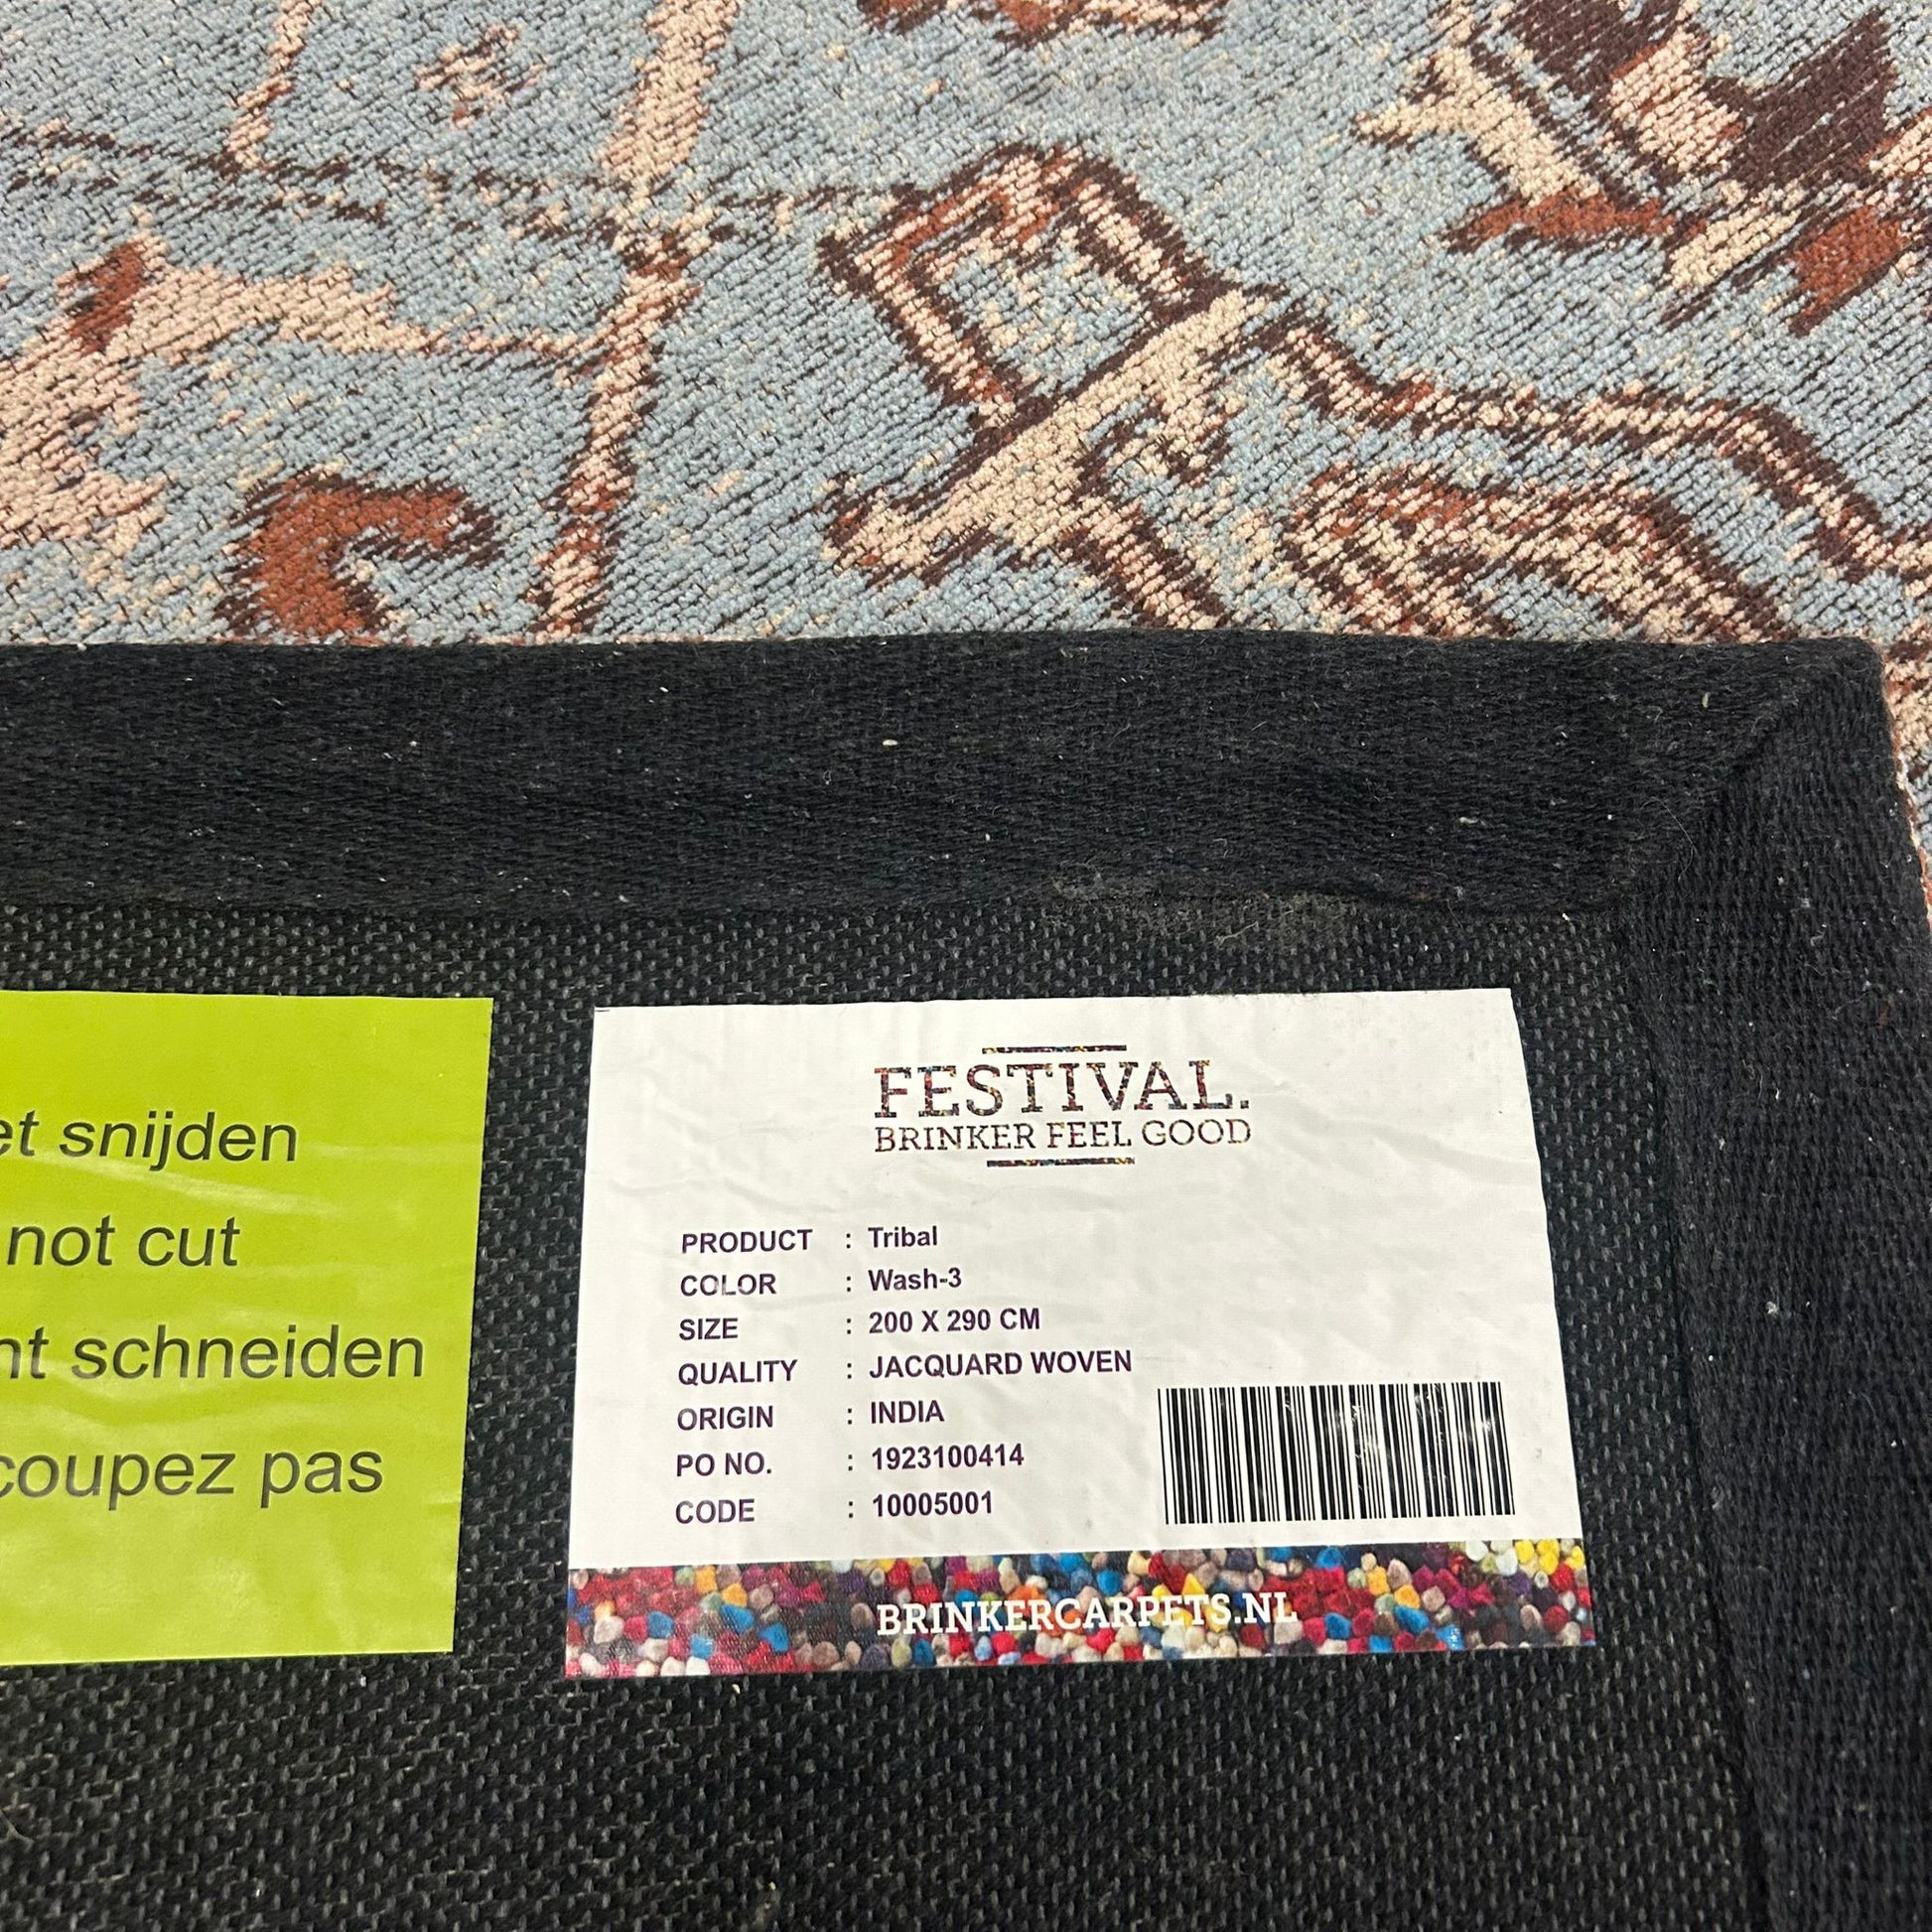 et snijden
not cut
nt schneiden
coupez pas
FESTIVAL.
BRINKER FEEL GOOD
PRODUCT : Tribal
COLOR : Wash-3
SIZE : 200 X 290 CM
QUALITY : JACQUARD WOVEN
ORIGIN : INDIA
PO NO. : 1923100414
CODE : 10005001
BRINKERCARPETS.NL